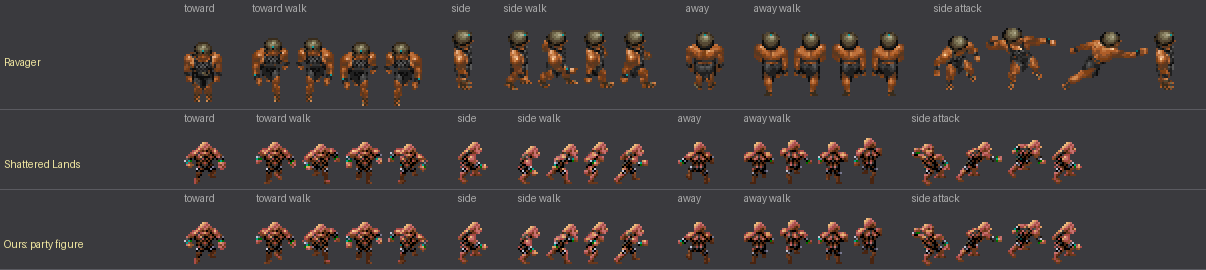 toward toward walk side side walk away away walk side attack
Ravager
toward toward walk side side walk away away walk side attack
Shattered Lands
toward toward walk side side walk away away walk side attack
Ours: party figure